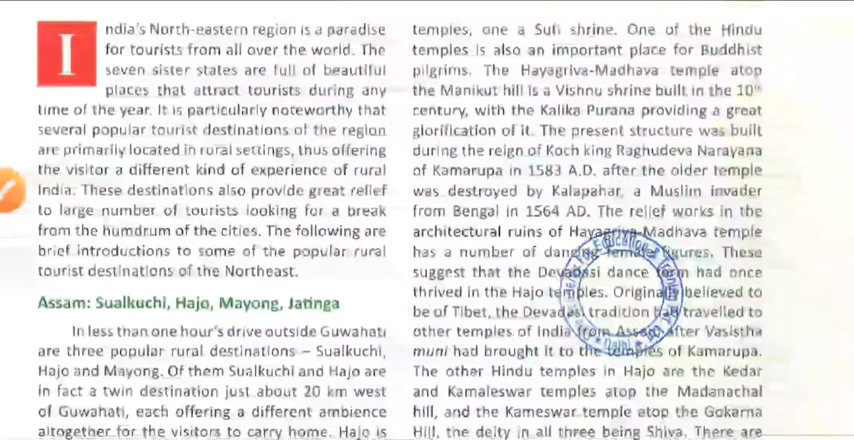 India's North-eastern region is a paradise
for tourists from all over the world. The
seven sister states are full of beautiful
places that attract tourists during any
time of the year. It is particularly noteworthy that
several popular tourist destinations of the region
are primarily located in rural settings, thus offering
the visitor a different kind of experience of rural
India. These destinations also provide great relief
to large number of tourists looking for a break
from the humdrum of the cities. The following are
brief introductions to some of the popular rural
tourist destinations of the Northeast.
Assam: Sualkuchi, Hajo, Mayong, Jatinga
In less than one hour's drive outside Guwahati
are three popular rural destinations – Sualkuchi,
Hajo and Mayong. Of them Sualkuchi and Hajo are
in fact a twin destination just about 20 km west
of Guwahati, each offering a different ambience
altogether for the visitors to carry home. Hajo is
temples, one a Sufi shrine. One of the Hindu
temples is also an important place for Buddhist
pilgrims. The Hayagriva-Madhava temple atop
the Manikut hill is a Vishnu shrine built in the 10th
century, with the Kalika Purana providing a great
glorification of it. The present structure was built
during the reign of Koch king Raghudeva Narayana
of Kamarupa in 1583 A.D. after the older temple
was destroyed by Kalapahar, a Muslim invader
from Bengal in 1564 AD. The relief works in the
architectural ruins of Hayagriva-Madhava temple
has a number of dancing female figures. These
suggest that the Devadasi dance form had once
thrived in the Hajo temples. Originally believed to
be of Tibet, the Devadasi tradition had travelled to
other temples of India from Assam after Vasistha
muni had brought it to the temples of Kamarupa.
The other Hindu temples in Hajo are the Kedar
and Kamaleswar temples atop the Madanachal
hill, and the Kameswar temple atop the Gokarna
Hill, the deity in all three being Shiva. There are